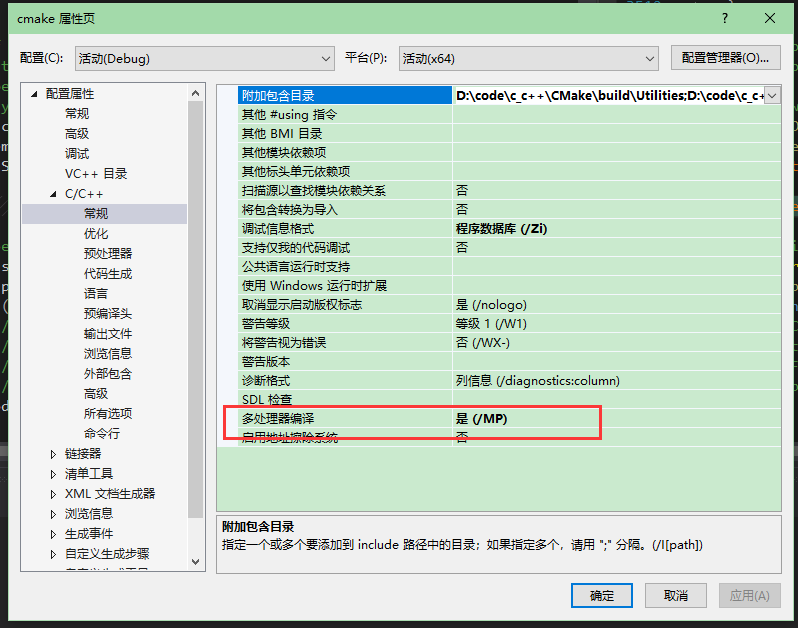 cmake 属性页
配置(C): 活动(Debug) 平台(P): 活动(x64) 配置管理器(O)...
配置属性
常规
高级
调试
VC++ 目录
C/C++
常规
优化
预处理器
代码生成
语言
预编译头
输出文件
浏览信息
外部包含
高级
所有选项
命令行
链接器
清单工具
XML 文档生成器
浏览信息
生成事件
自定义生成步骤
附加包含目录 D:\code\c_c++\CMake\build\Utilities;D:\code\c_c+
其他 #using 指令
其他 BMI 目录
其他模块依赖项
其他标头单元依赖项
扫描源以查找模块依赖关系 否
将包含转换为导入 否
调试信息格式 程序数据库 (/Zi)
支持仅我的代码调试 否
公共语言运行时支持
使用 Windows 运行时扩展
取消显示启动版权标志 是 (/nologo)
警告等级 等级 1 (/W1)
将警告视为错误 否 (/WX-)
警告版本
诊断格式 列信息 (/diagnostics:column)
SDL 检查
多处理器编译 是 (/MP)
启用地址擦除系统 否
附加包含目录
指定一个或多个要添加到 include 路径中的目录；如果指定多个，请用 ";" 分隔。(/I[path])
确定 取消 应用(A)